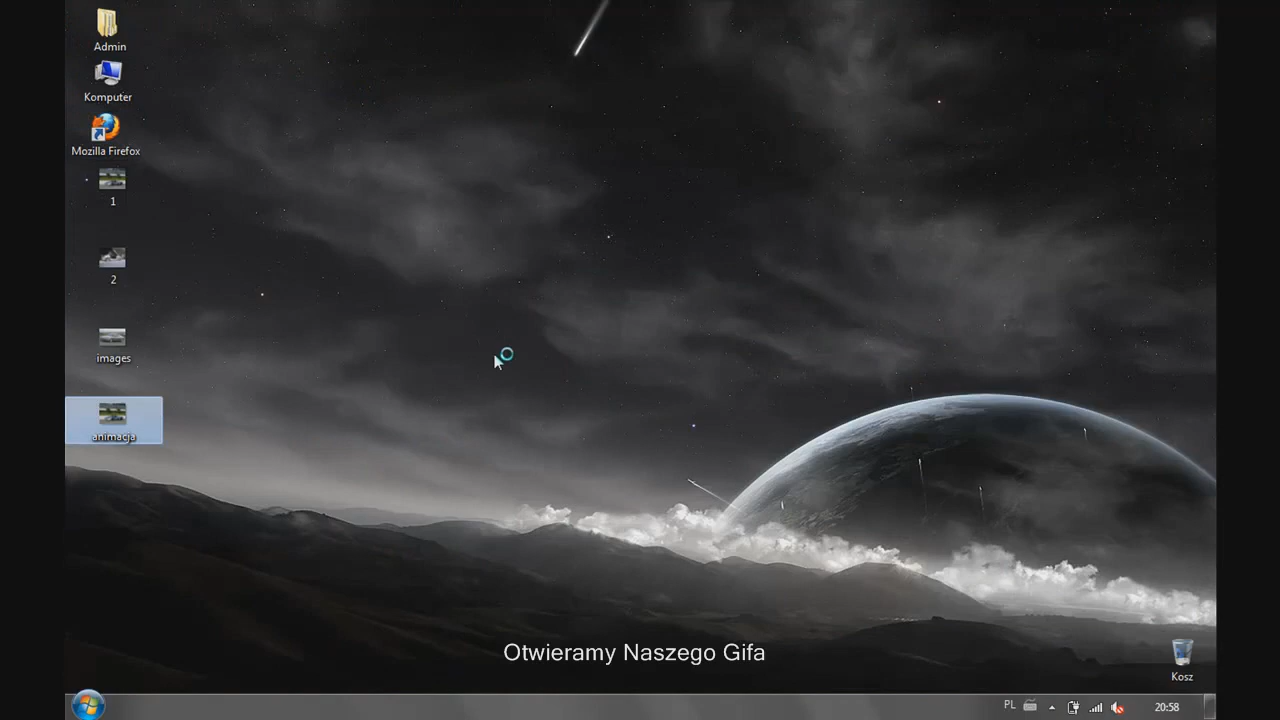 Admin
Komputer
Mozilla Firefox
1
2
images
animacja
Otwieramy Naszego Gifa
Kosz
PL
20:58